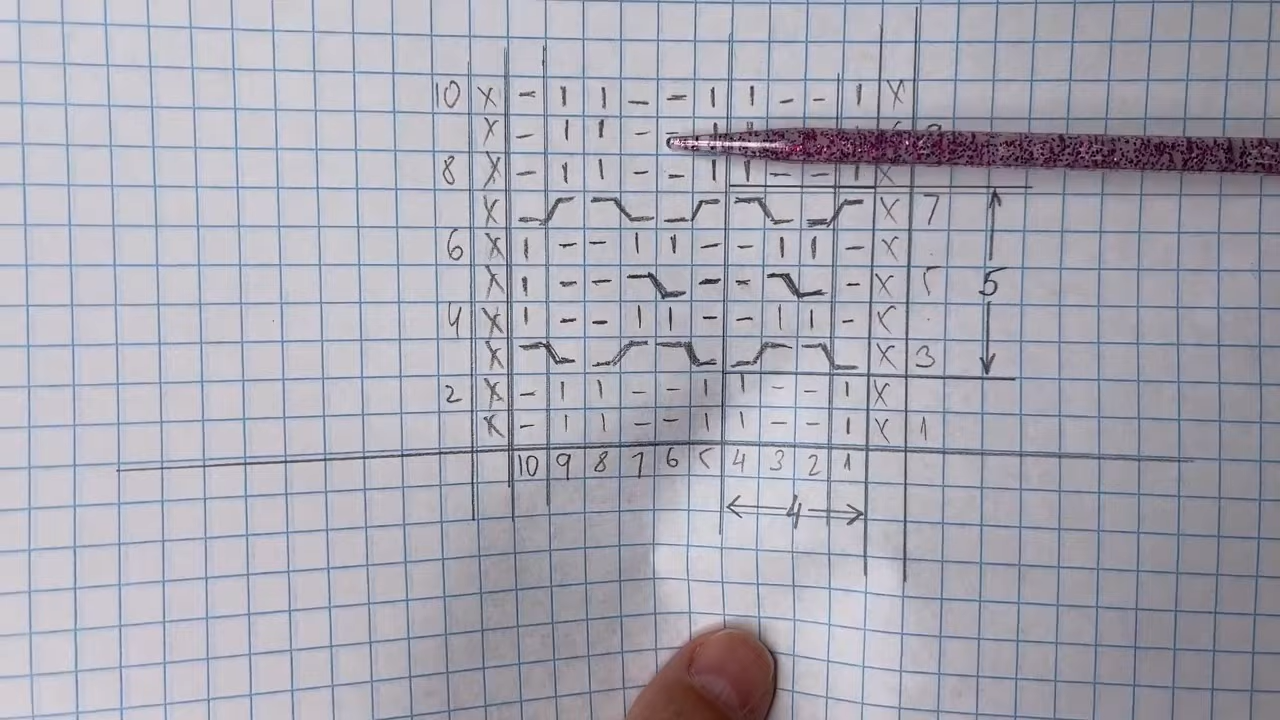 10 X - I I - - I I - - I X
X - I I - -
8 X - I I - - I I - - I X
X X 7
6 X I - - I I - - I I - X
X I - - - - - X 5 5
4 X I - - I I - - I I - X
X X 3
2 X - I I - - I I - - I X
X - I I - - I I - - I X 1
10 9 8 7 6 5 4 3 2 1
4